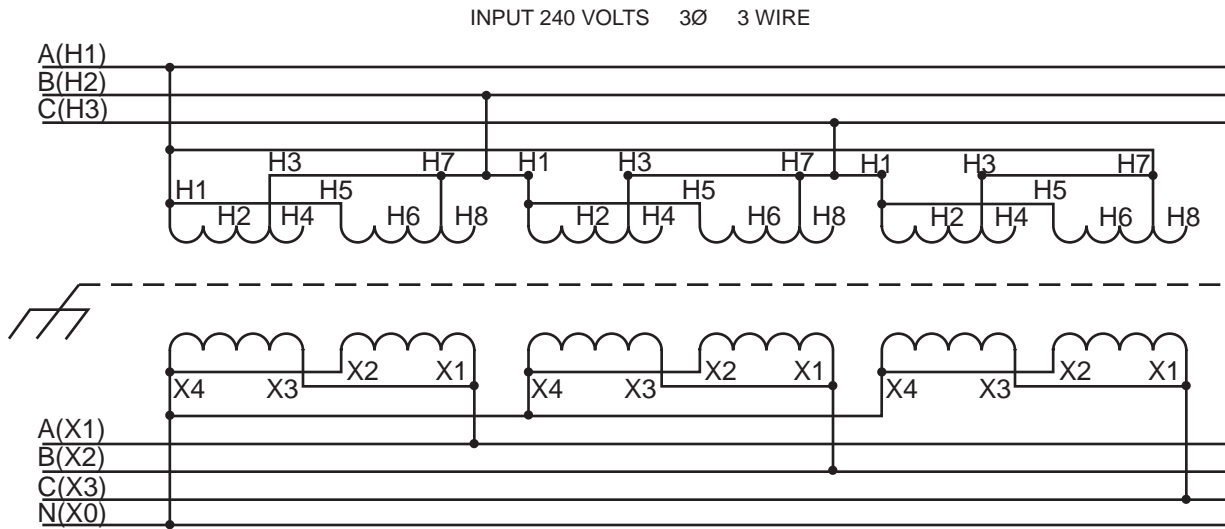 INPUT 240 VOLTS 3Ø 3 WIRE
A(H1)
B(H2)
C(H3)
H3 H7 H1 H3 H7 H1 H3 H7
H1 H5 H5 H5
H2 H4 H6 H8 H2 H4 H6 H8 H2 H4 H6 H8
X4 X3 X2 X1 X4 X3 X2 X1 X4 X3 X2 X1
A(X1)
B(X2)
C(X3)
N(X0)